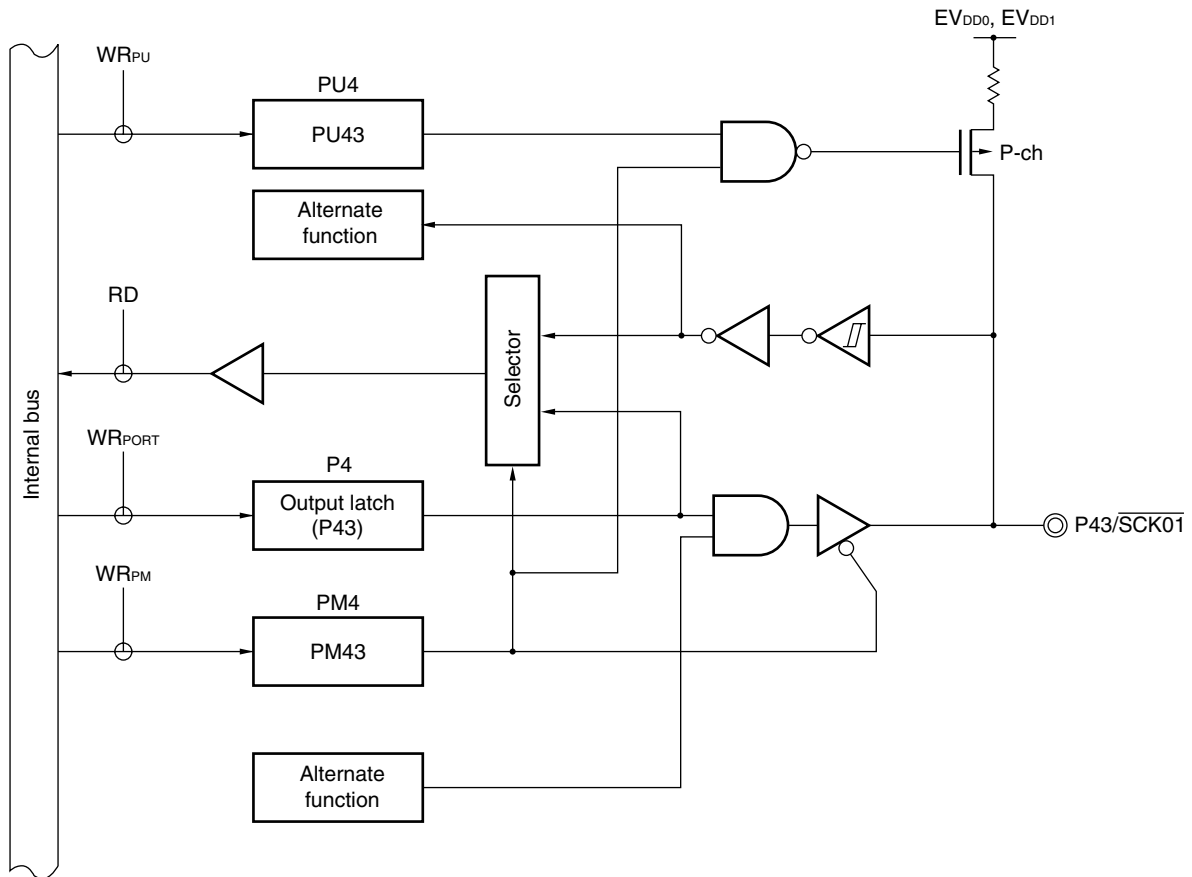 EVDD0, EVDD1
WRPU
PU4
PU43
P-ch
Alternate
function
RD
Selector
Internal bus
WRPORT
P4
Output latch
(P43)
P43/SCK01
WRPM
PM4
PM43
Alternate
function